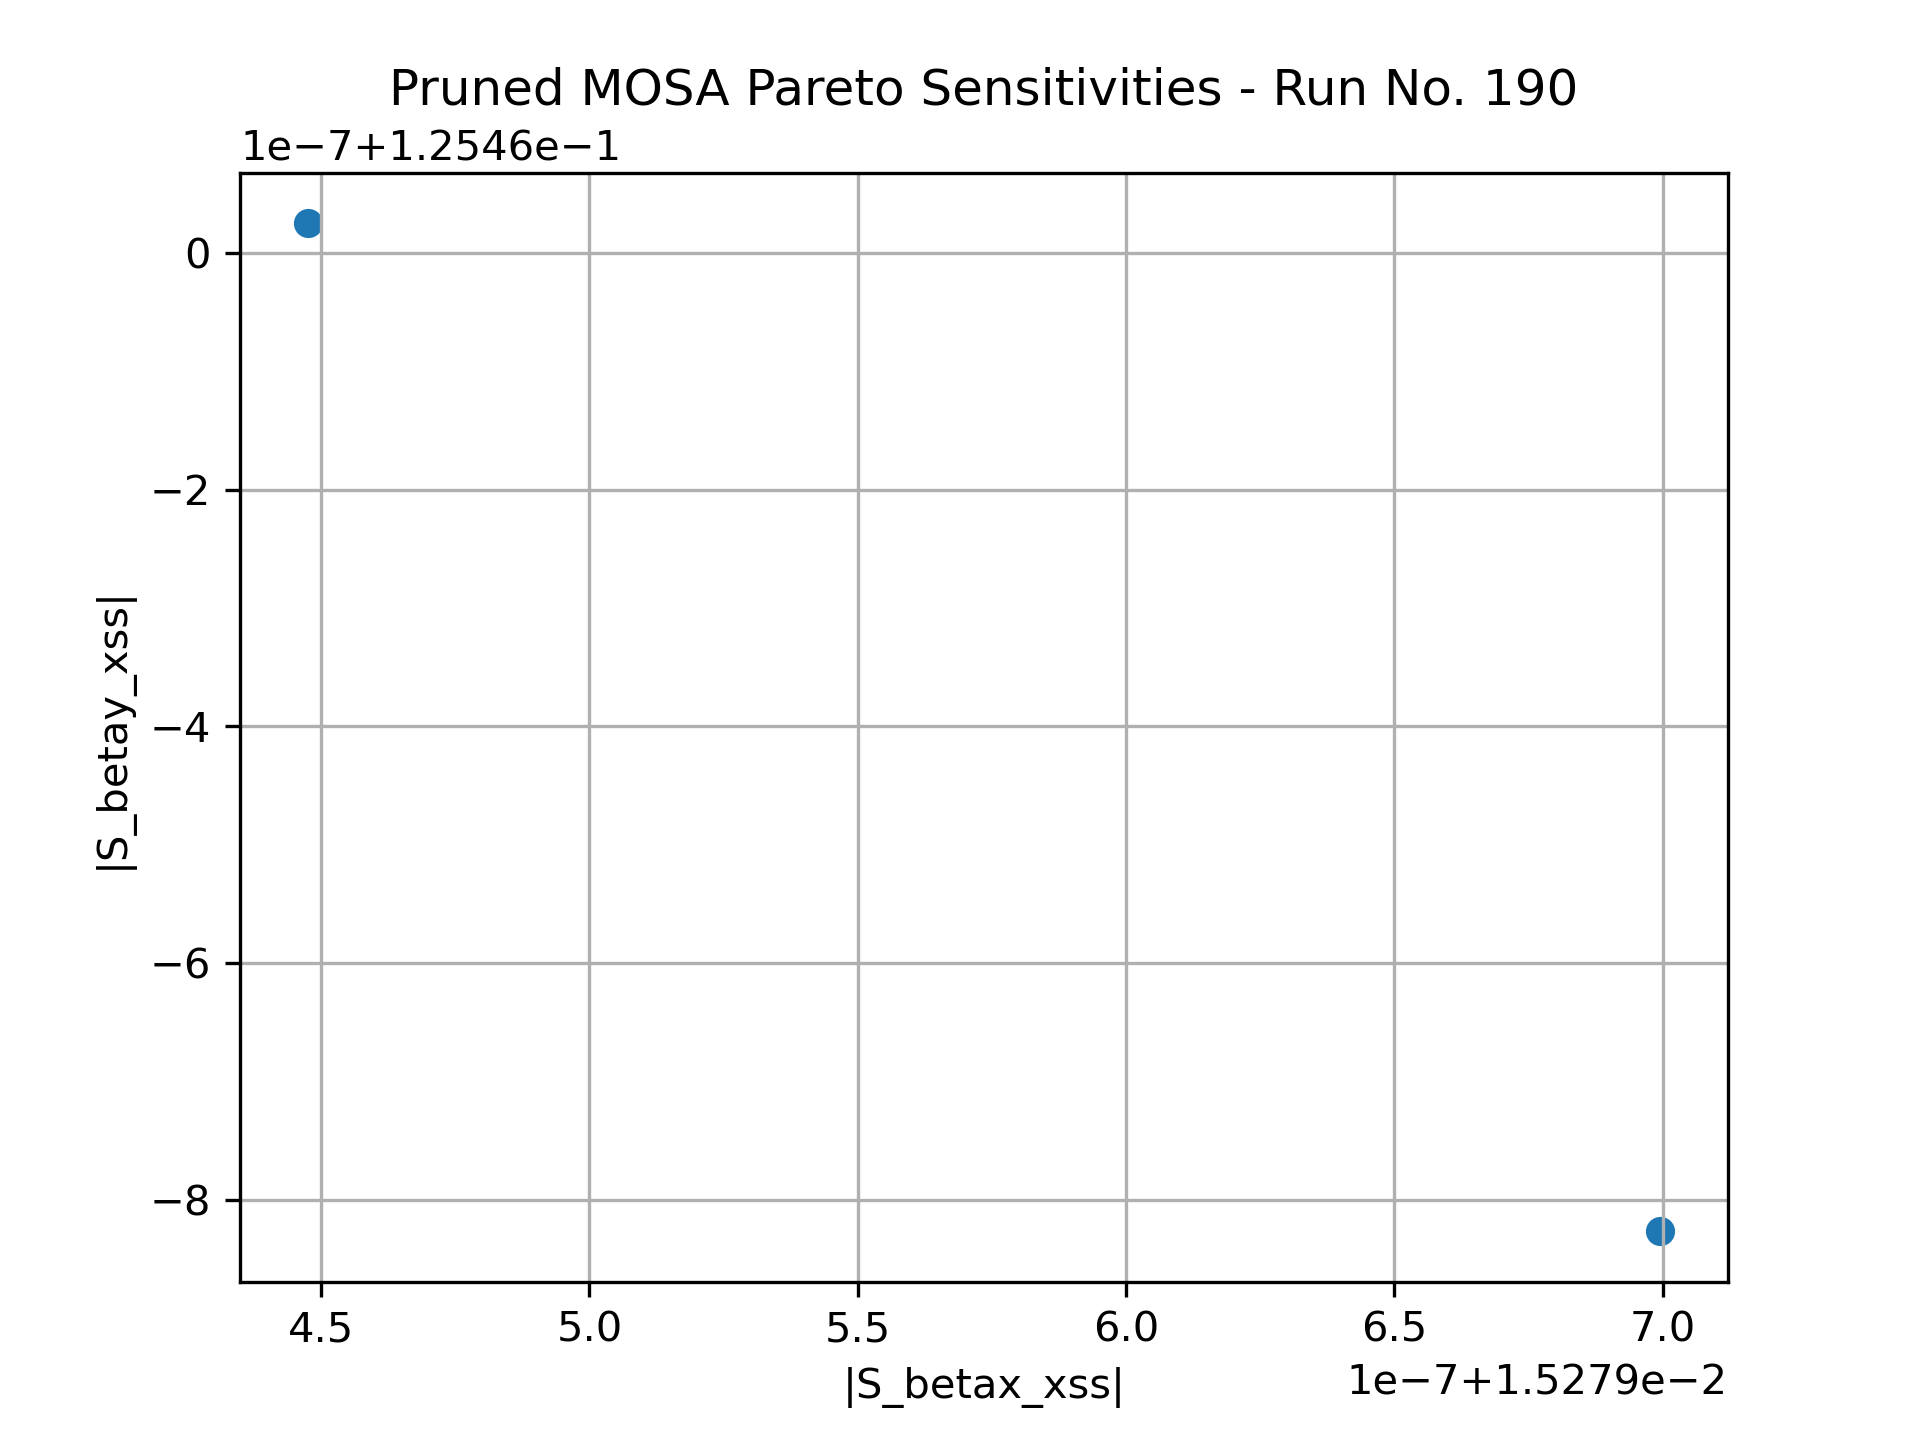 Pruned MOSA Pareto Sensitivities - Run No. 190
1e−7+1.2546e−1
0
−2
−4
−6
−8
|S_betay_xss|
4.5 5.0 5.5 6.0 6.5 7.0
|S_betax_xss|
1e−7+1.5279e−2